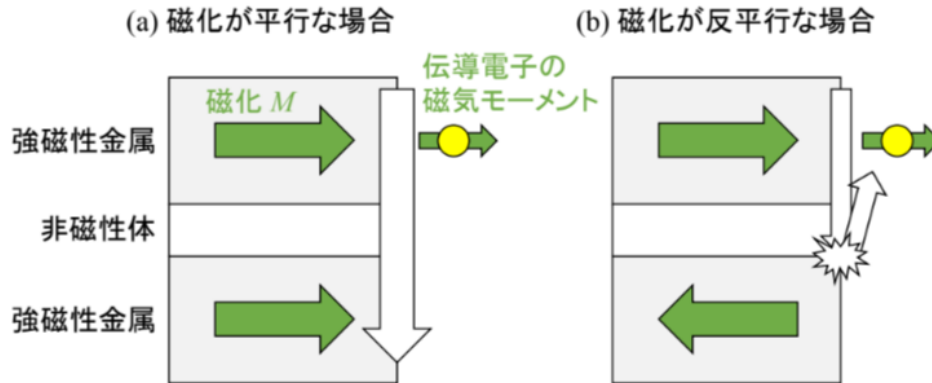 (a) 磁化が平行な場合
(b) 磁化が反平行な場合
磁化 M
伝導電子の
磁気モーメント
強磁性金属
非磁性体
強磁性金属